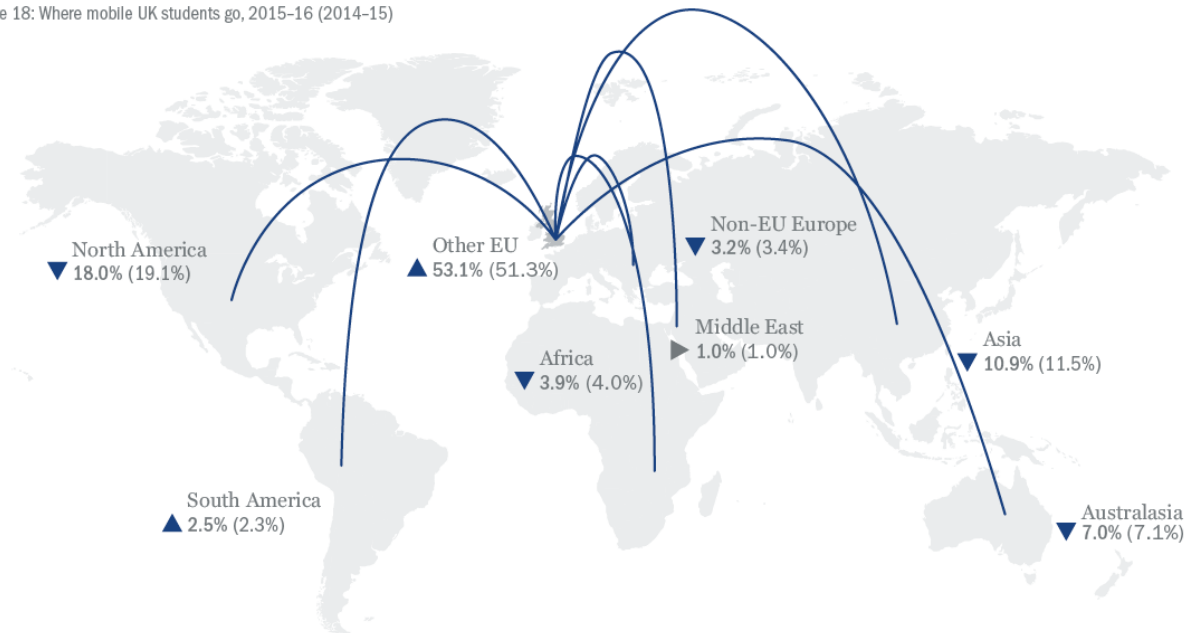 e 18: Where mobile UK students go, 2015–16 (2014–15)
North America
18.0% (19.1%)
Other EU
53.1% (51.3%)
Non-EU Europe
3.2% (3.4%)
Middle East
1.0% (1.0%)
Africa
3.9% (4.0%)
Asia
10.9% (11.5%)
South America
2.5% (2.3%)
Australasia
7.0% (7.1%)